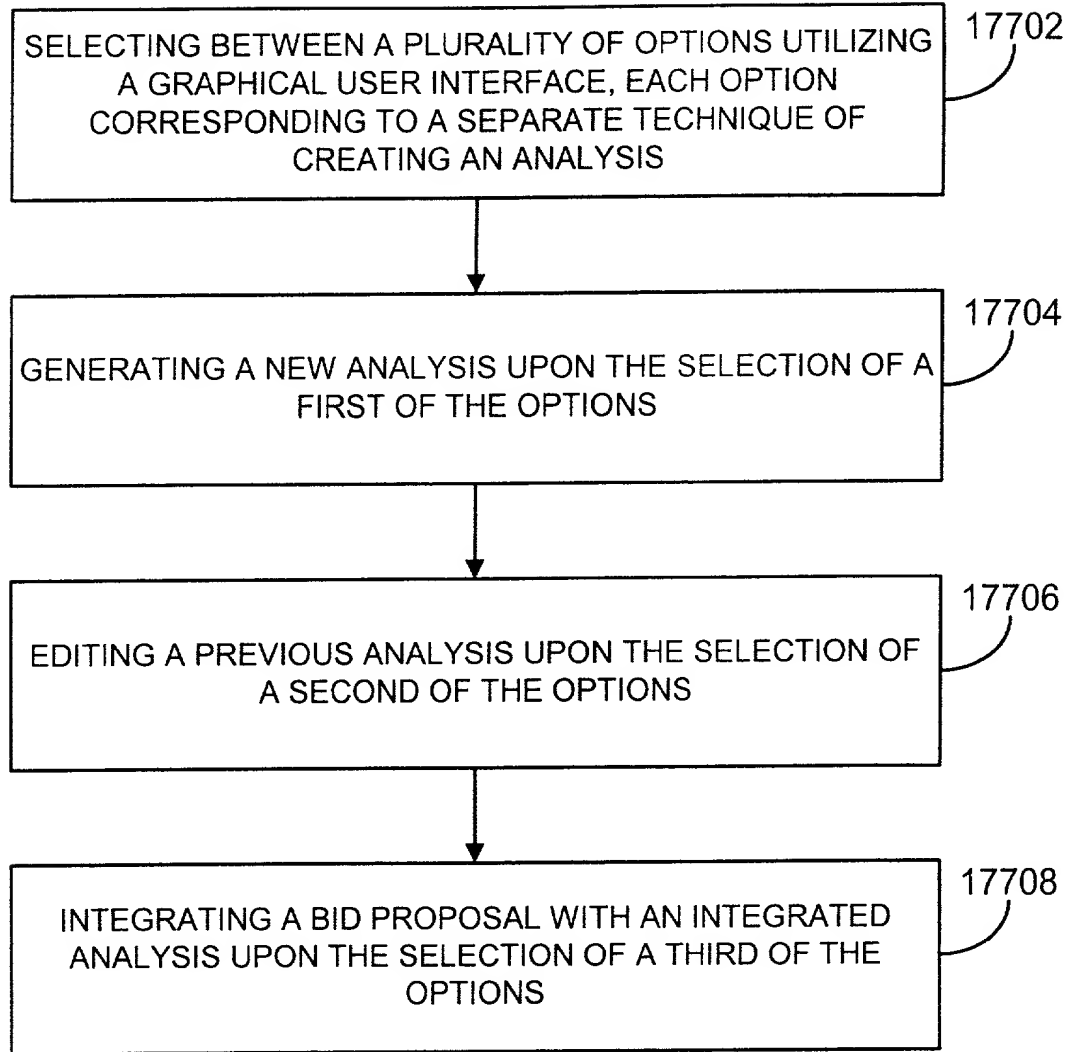 SELECTING BETWEEN A PLURALITY OF OPTIONS UTILIZING
A GRAPHICAL USER INTERFACE, EACH OPTION
CORRESPONDING TO A SEPARATE TECHNIQUE OF
CREATING AN ANALYSIS
17702
GENERATING A NEW ANALYSIS UPON THE SELECTION OF A
FIRST OF THE OPTIONS
17704
EDITING A PREVIOUS ANALYSIS UPON THE SELECTION OF
A SECOND OF THE OPTIONS
17706
INTEGRATING A BID PROPOSAL WITH AN INTEGRATED
ANALYSIS UPON THE SELECTION OF A THIRD OF THE
OPTIONS
17708